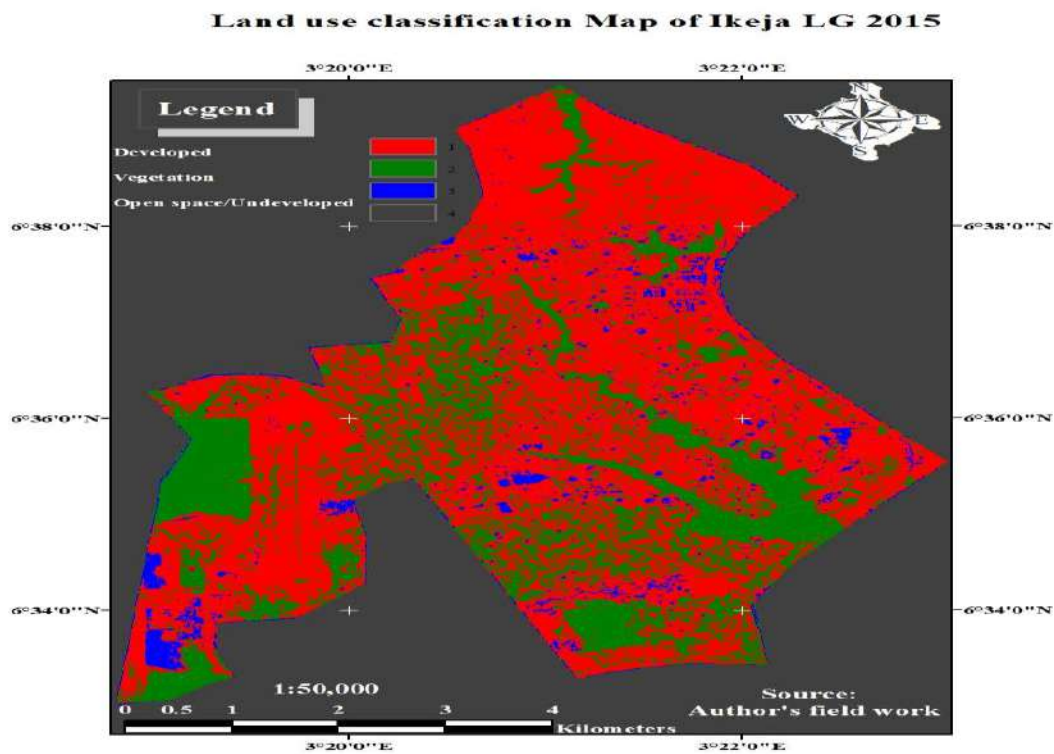 Land use classification Map of Ikeja LG 2015
3°20'0"E 3°22'0"E
Legend
N
W E
S
Developed 1
Vegetation 2
Open space/Undeveloped 3
4
6°38'0"N 6°38'0"N
6°36'0"N 6°36'0"N
6°34'0"N 6°34'0"N
1:50,000
0 0.5 1 2 3 4
Kilometers
Source:
Author's field work
3°20'0"E 3°22'0"E